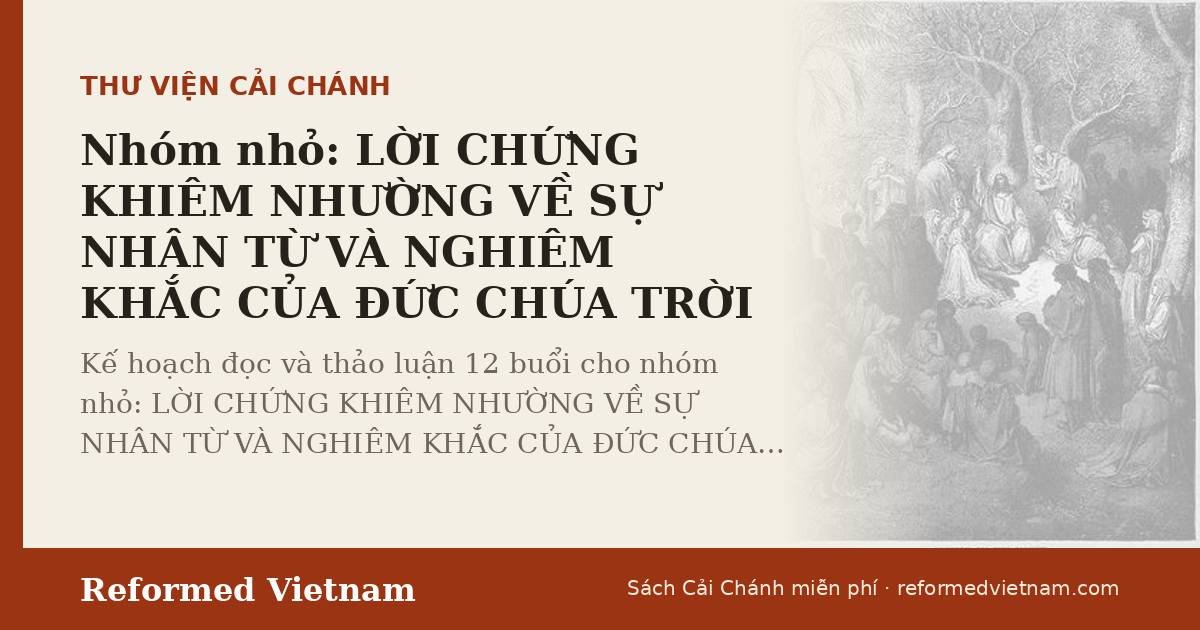 THƯ VIỆN CẢI CHÁNH
Nhóm nhỏ: LỜI CHỨNG
KHIÊM NHƯỜNG VỀ SỰ
NHÂN TỪ VÀ NGHIÊM
KHẮC CỦA ĐỨC CHÚA TRỜI
Kế hoạch đọc và thảo luận 12 buổi cho nhóm
nhỏ: LỜI CHỨNG KHIÊM NHƯỜNG VỀ SỰ
NHÂN TỪ VÀ NGHIÊM KHẮC CỦA ĐỨC CHÚA...
Reformed Vietnam
Sách Cải Chánh miễn phí · reformedvietnam.com